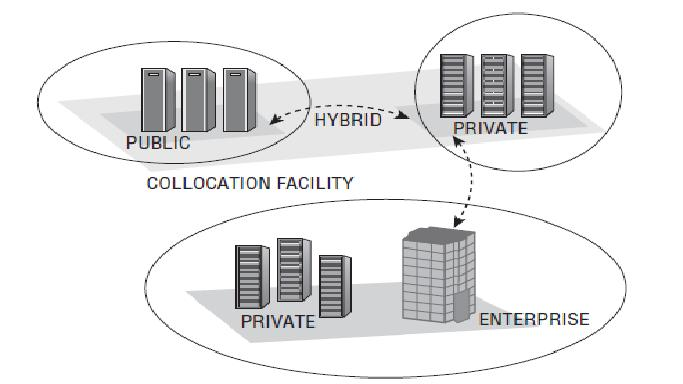 HYBRID
PUBLIC
PRIVATE
COLLOCATION FACILITY
PRIVATE
ENTERPRISE